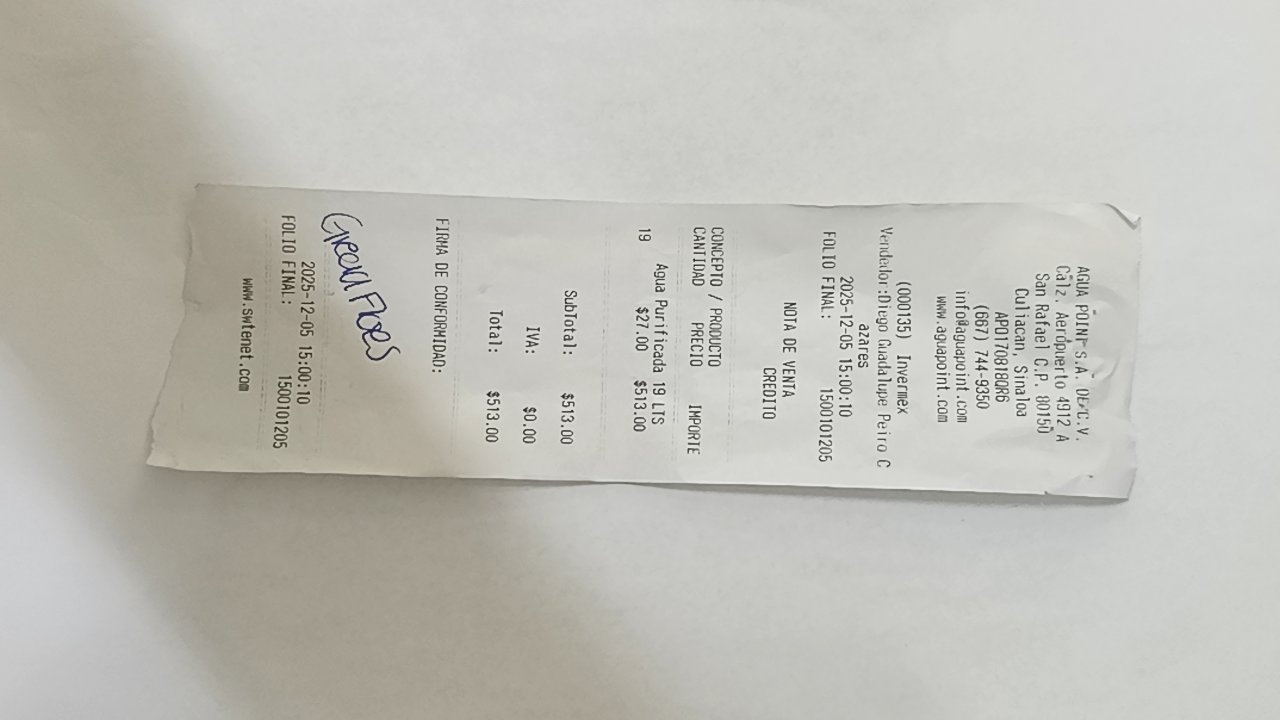 AGUA POINT S.A. DE C.V.
Calz. Aeropuerto 4912 A
San Rafael C.P. 80150
Culiacan, Sinaloa
APO1708180R6
(667) 744-9350
info@aguapoint.com
www.aguapoint.com
(000135) Invermex
Vendedor:Diego Guadalupe Peiro C
azares
2025-12-05 15:00:10
FOLIO FINAL: 1500101205
NOTA DE VENTA
CREDITO
CONCEPTO / PRODUCTO
CANTIDAD PRECIO IMPORTE
Agua Purificada 19 LTS
19 $27.00 $513.00
SubTotal: $513.00
IVA: $0.00
Total: $513.00
FIRMA DE CONFORMIDAD:
2025-12-05 15:00:10
FOLIO FINAL: 1500101205
www.swtenet.com